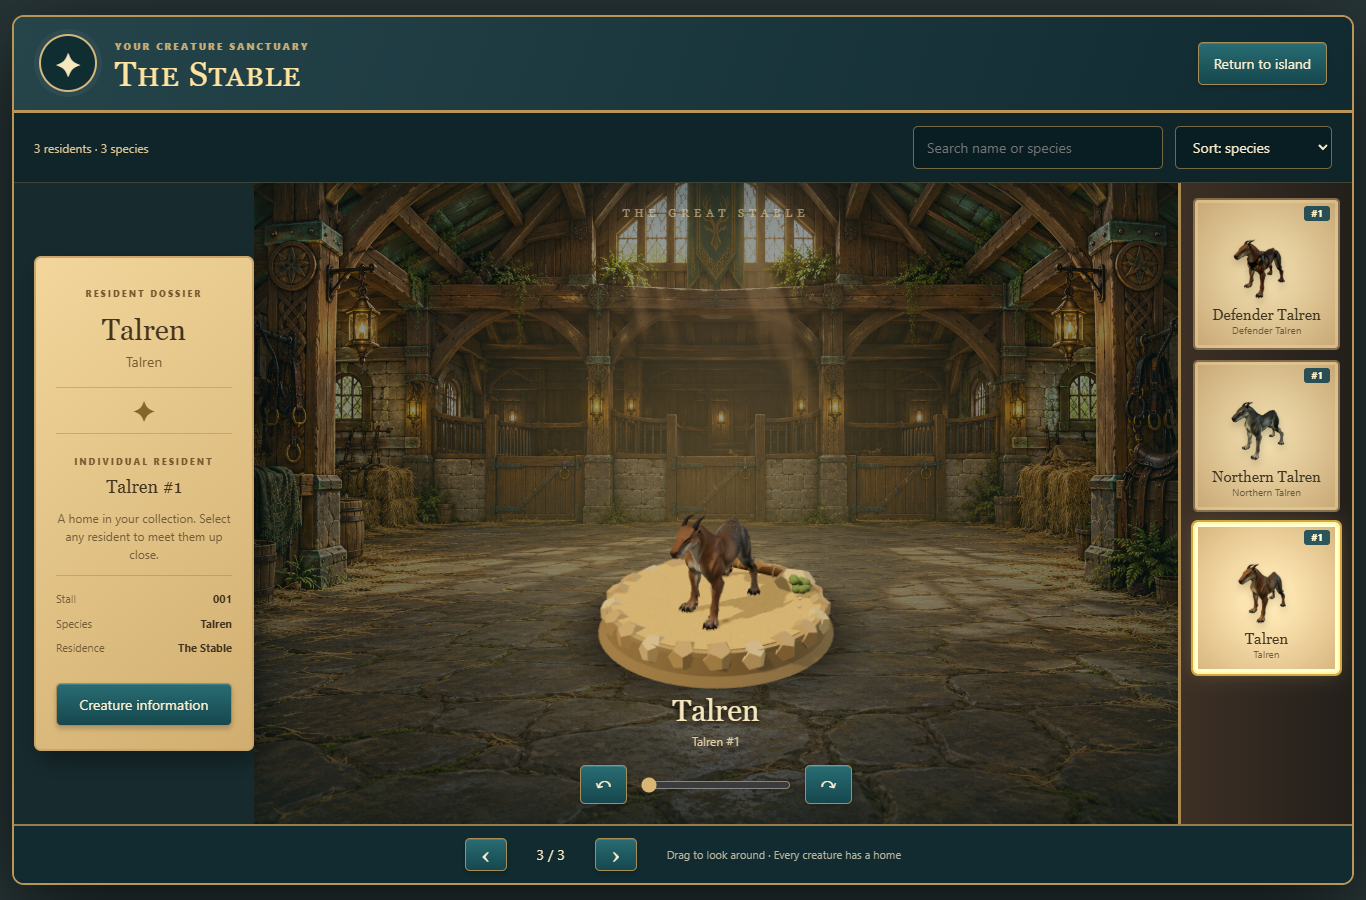 YOUR CREATURE SANCTUARY
THE STABLE
Return to island
3 residents · 3 species
Search name or species
Sort: species
THE GREAT STABLE
RESIDENT DOSSIER
Talren
Talren
INDIVIDUAL RESIDENT
Talren #1
A home in your collection. Select
any resident to meet them up
close.
Stall 001
Species Talren
Residence The Stable
Creature information
Talren
Talren #1
#1
Defender Talren
Defender Talren
#1
Northern Talren
Northern Talren
#1
Talren
Talren
3 / 3
Drag to look around · Every creature has a home